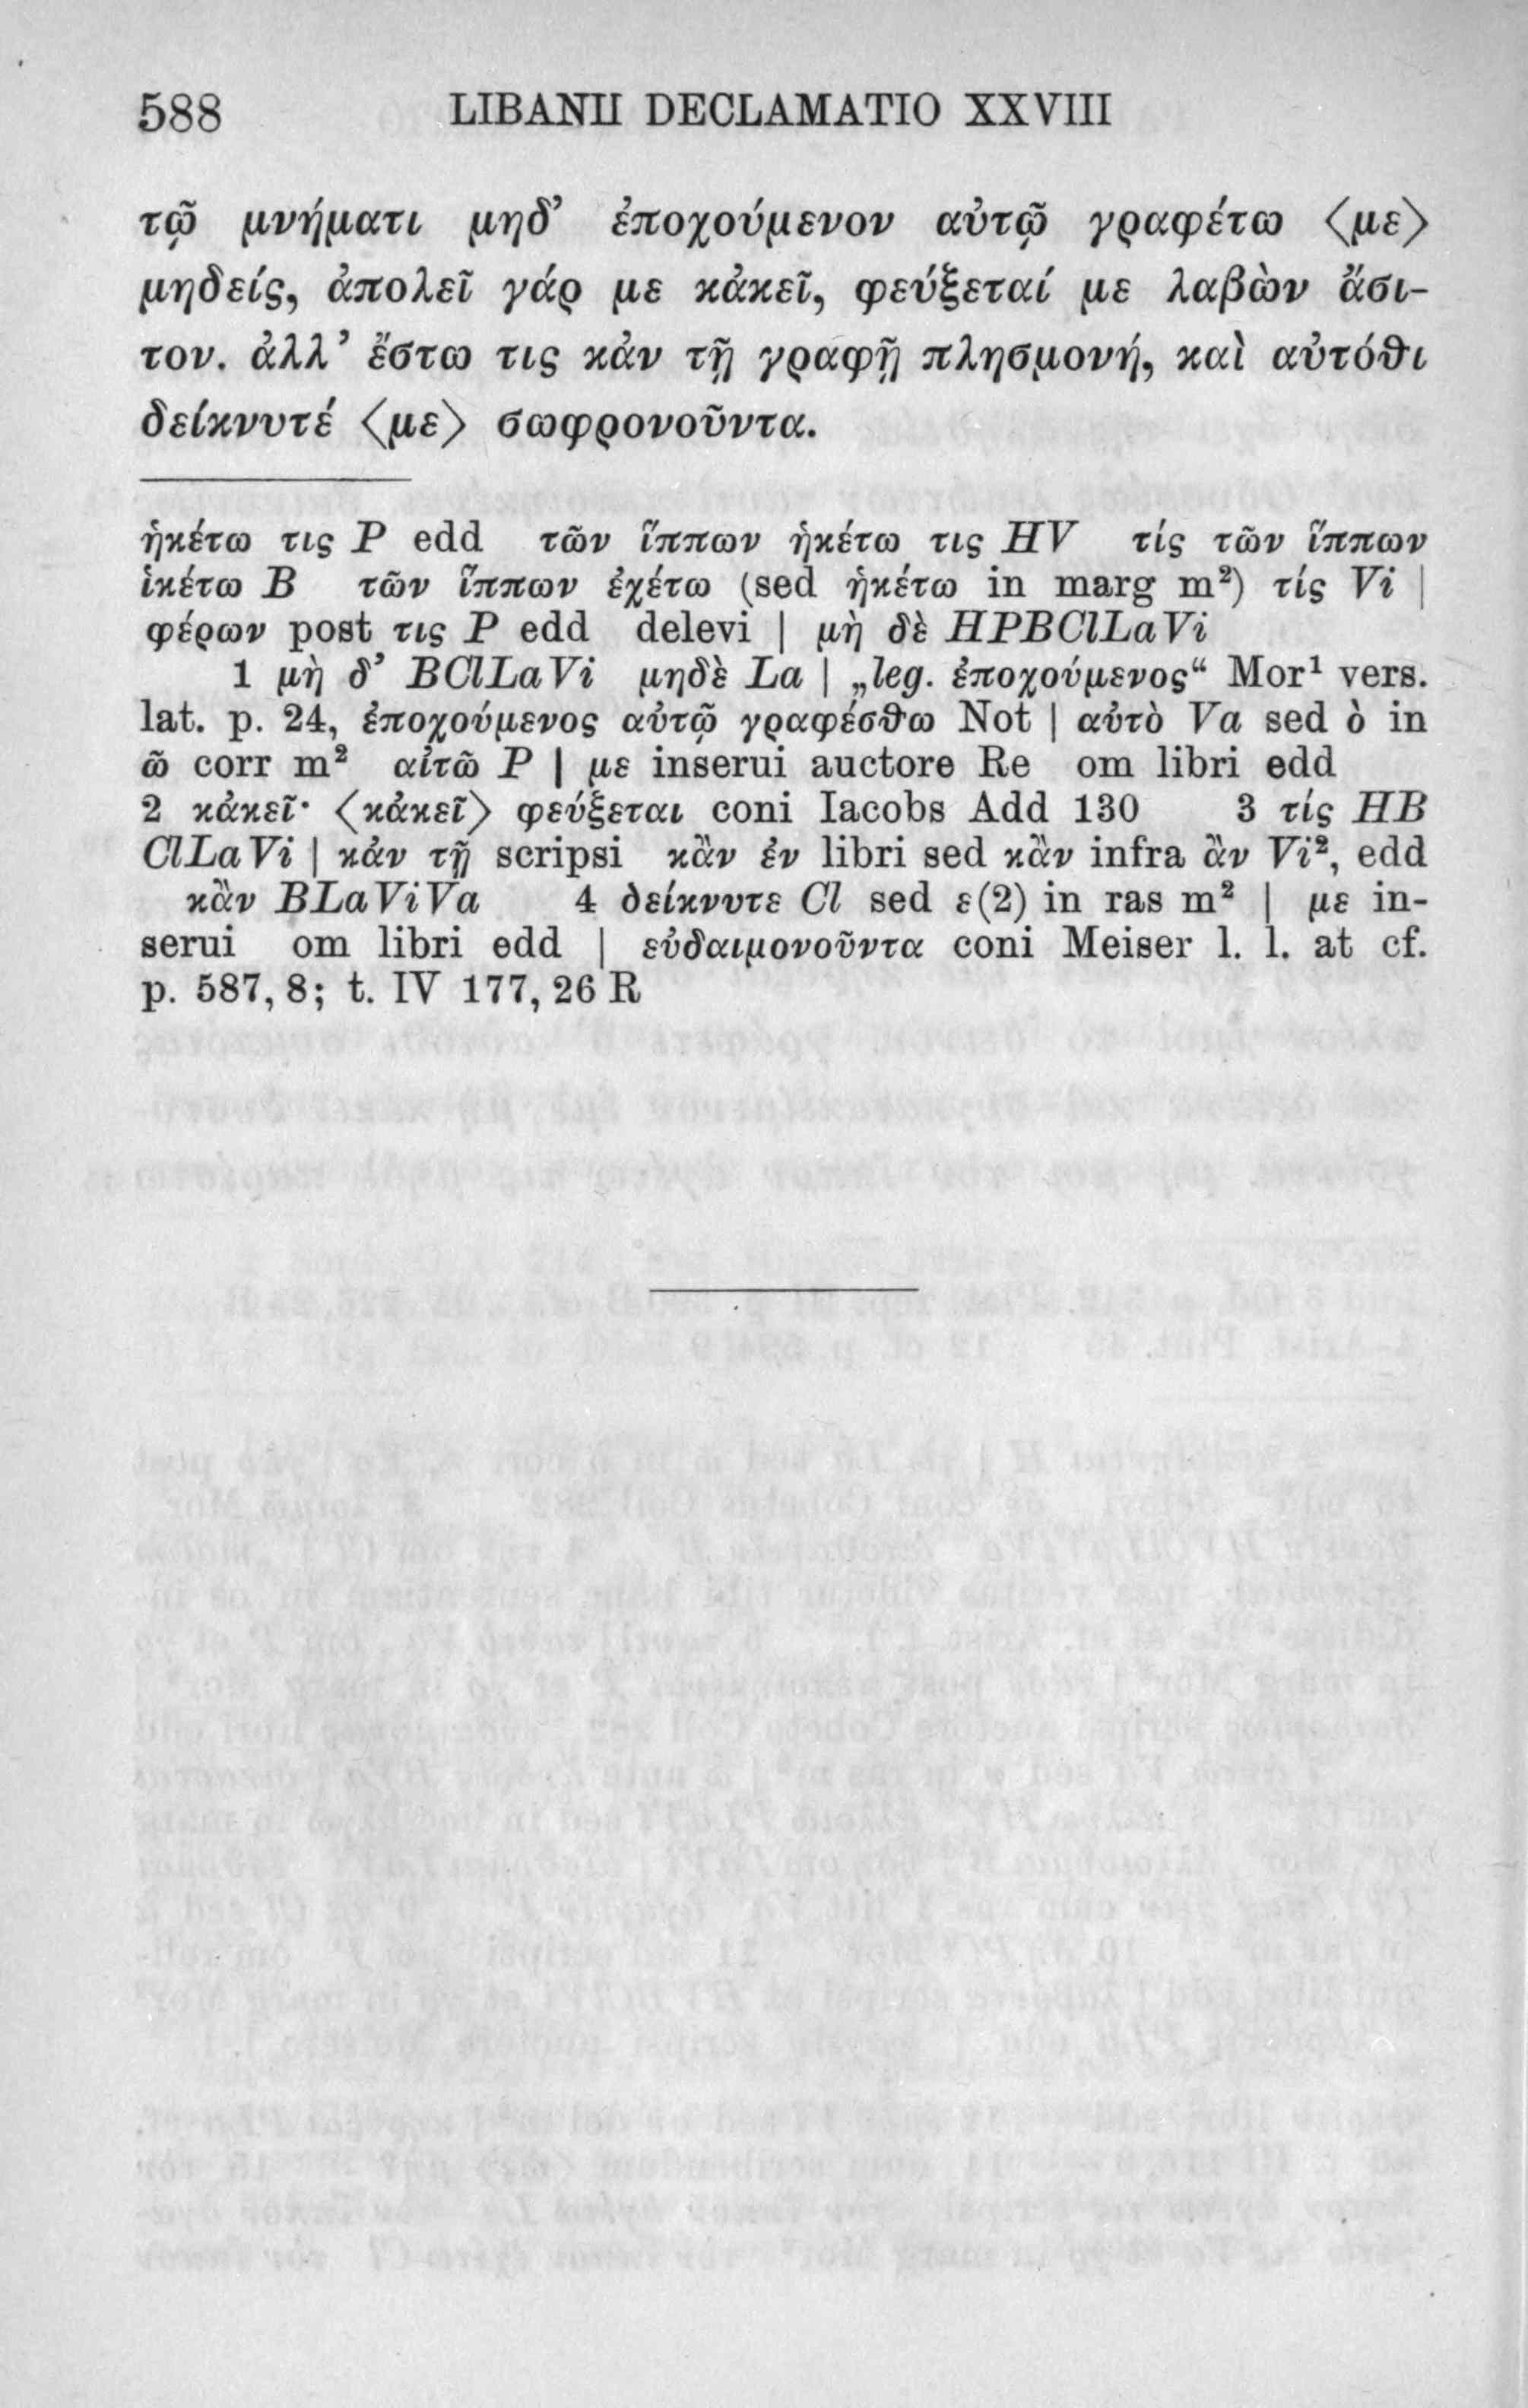 588 LIBANII DECLAMATIO XXVIII
τῷ μνήματι μηδ’ ἐποχούμενον αὐτῷ γραφέτω ⟨με⟩
μηδείς, ἀπολεῖ γάρ με κἀκεῖ, φεύξεταί με λαβὼν ἄσι-
τον. ἀλλ’ ἔστω τις κἀν τῇ γραφῇ πλησμονή, καὶ αὐτόθι
δείκνυτέ ⟨με⟩ σωφρονοῦντα.
ἡκέτω τις P edd τῶν ἵππων ἡκέτω τις HV τίς τῶν ἵππων
ἱκέτω B τῶν ἵππων ἐχέτω (sed ἡκέτω in marg m²) τίς Vi |
φέρων post τις P edd delevi | μὴ δὲ HPBClLaVi
1 μὴ δ’ BClLaVi μηδὲ La | „leg. ἐποχούμενος“ Mor¹ vers.
lat. p. 24, ἐποχούμενος αὐτῷ γραφέσθω Not | αὐτὸ Va sed ὸ in
ῶ corr m² αἰτῶ P | με inserui auctore Re om libri edd
2 κἀκεῖ· ⟨κἀκεῖ⟩ φεύξεται coni Iacobs Add 130 3 τίς HB
ClLaVi | κἀν τῇ scripsi κἂν ἐν libri sed κἂν infra ἂν Vi², edd
κἂν BLaViVa 4 δείκνυτε Cl sed ε(2) in ras m² | με in-
serui om libri edd | εὐδαιμονοῦντα coni Meiser l. l. at cf.
p. 587, 8; t. IV 177, 26 R